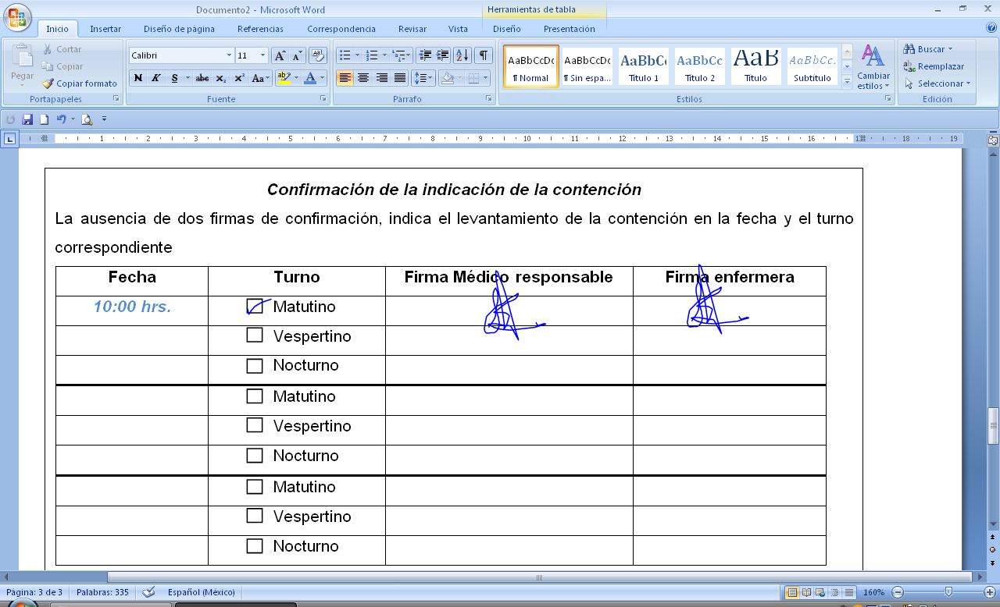 Documento2 - Microsoft Word
Herramientas de tabla
Inicio Insertar Diseño de página Referencias Correspondencia Revisar Vista Diseño Presentación
Pegar
Cortar
Copiar
Copiar formato
Portapapeles
Calibri 11
N K S abc x₂ x² Aa
Fuente
Párrafo
AaBbCcDc AaBbCcDc AaBbCc AaBbCc AaB AaBbCc.
¶ Normal ¶ Sin espa... Título 1 Título 2 Título Subtítulo
Cambiar estilos
Estilos
Buscar
Reemplazar
Seleccionar
Edición
1 2 3 4 5 6 7 8 9 10 11 12 13 14 15 16 18 19
Confirmación de la indicación de la contención
La ausencia de dos firmas de confirmación, indica el levantamiento de la contención en la fecha y el turno
correspondiente
Fecha Turno Firma Médico responsable Firma enfermera
10:00 hrs. Matutino
Vespertino
Nocturno
Matutino
Vespertino
Nocturno
Matutino
Vespertino
Nocturno
Página: 3 de 3 Palabras: 335 Español (México) 160%